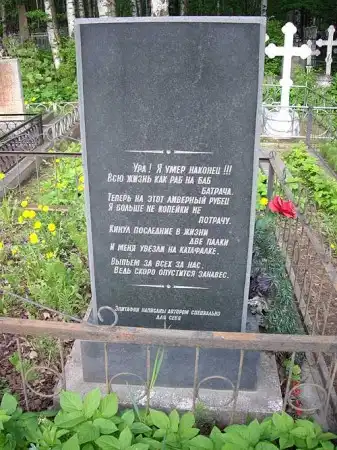 Ура! Я умер наконец!!!
Всю жизнь как раб на баб
батрача.
Теперь на этот ливерный рубец
Я больше не копейки не
потрачу.
Кинул последние в жизни
две палки
и меня увезли на катафалке.
Выпьем за всех за нас,
Ведь скоро опустится занавес.
Эпитафия написана автором специально
для себя